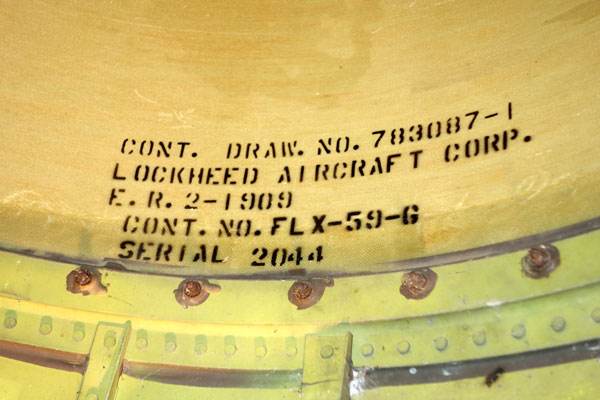 CONT. DRAW. NO. 783087-1
LOCKHEED AIRCRAFT CORP.
E.R. 2-1909
CONT. NO. FLX-59-G
SERIAL 2044